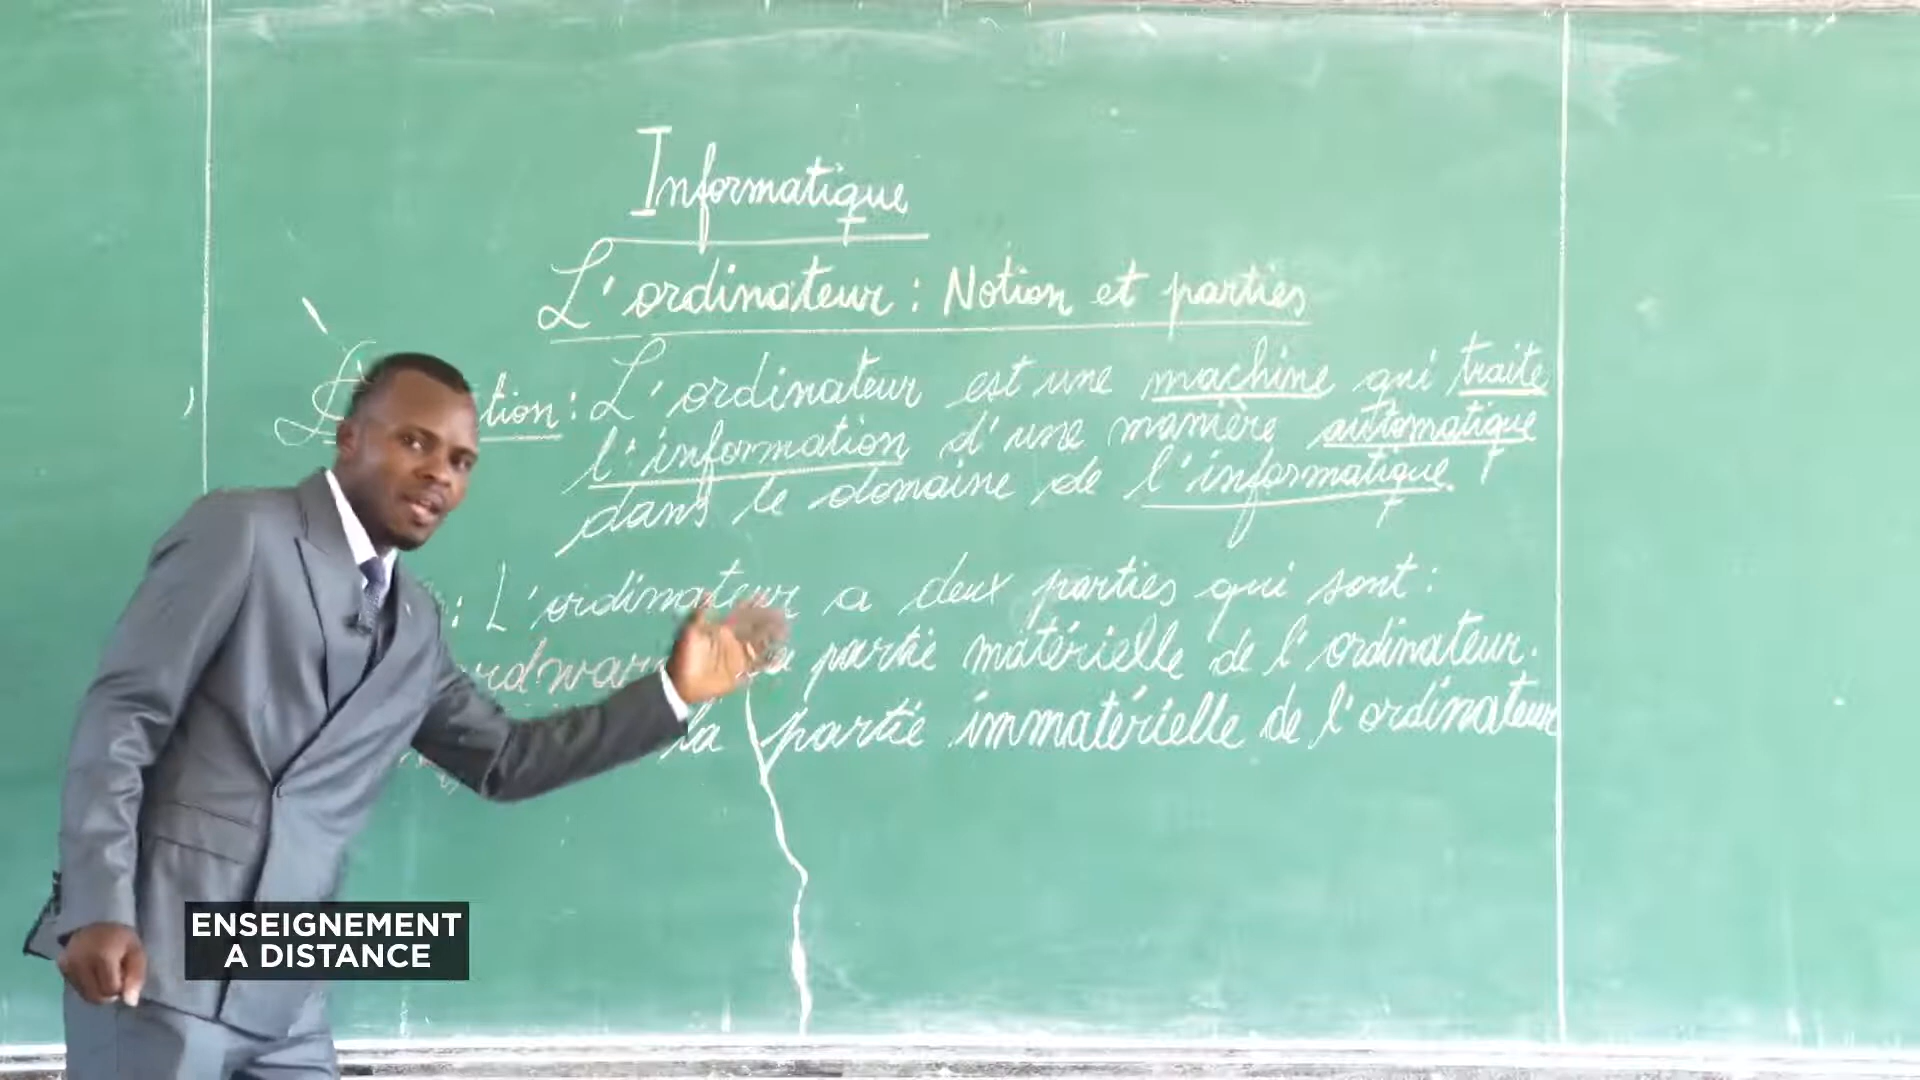 Informatique
L'ordinateur : Notion et parties
tion : L'ordinateur est une machine qui traite
l'information d'une manière automatique
dans le domaine de l'informatique.
: L'ordinateur a deux parties qui sont :
partie matérielle de l'ordinateur.
la partie immatérielle de l'ordinateur
ENSEIGNEMENT
A DISTANCE